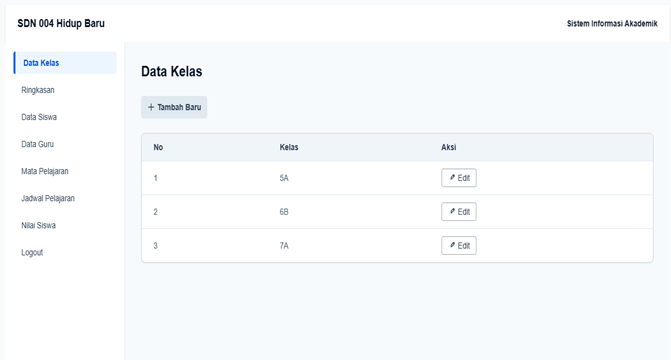 SDN 004 Hidup Baru
Sistem Informasi Akademik
Data Kelas
Ringkasan
Data Siswa
Data Guru
Mata Pelajaran
Jadwal Pelajaran
Nilai Siswa
Logout
Data Kelas
+ Tambah Baru
No Kelas Aksi
1 5A Edit
2 6B Edit
3 7A Edit